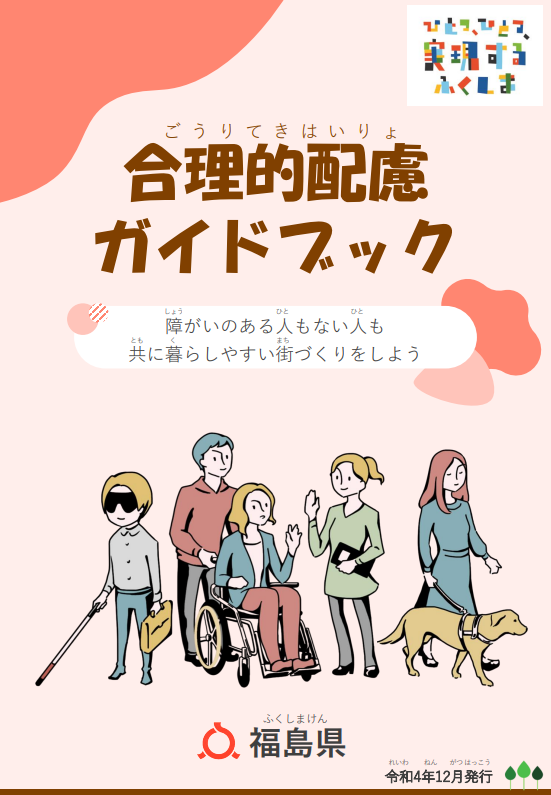 ひとつ、ひとつ、
実現する
ふくしま
ごうりてきはいりょ
合理的配慮
ガイドブック
しょう ひと ひと
障がいのある人もない人も
とも く まち
共に暮らしやすい街づくりをしよう
ふくしまけん
福島県
れいわ ねん がつ はっこう
令和4年12月発行